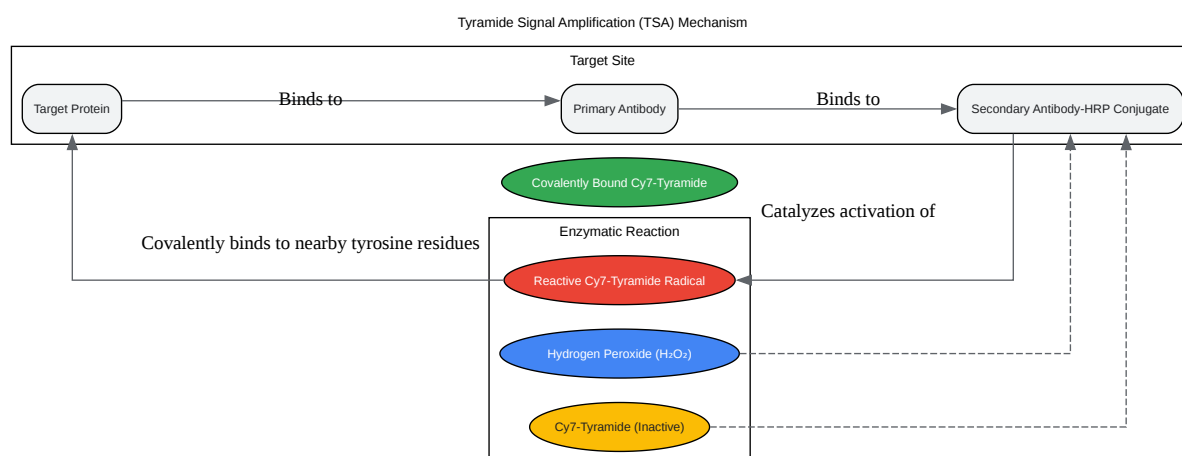 Tyramide Signal Amplification (TSA) Mechanism
Target Site
Target Protein
Binds to
Primary Antibody
Binds to
Secondary Antibody-HRP Conjugate
Covalently Bound Cy7-Tyramide
Catalyzes activation of
Enzymatic Reaction
Covalently binds to nearby tyrosine residues
Reactive Cy7-Tyramide Radical
Hydrogen Peroxide (H₂O₂)
Cy7-Tyramide (Inactive)